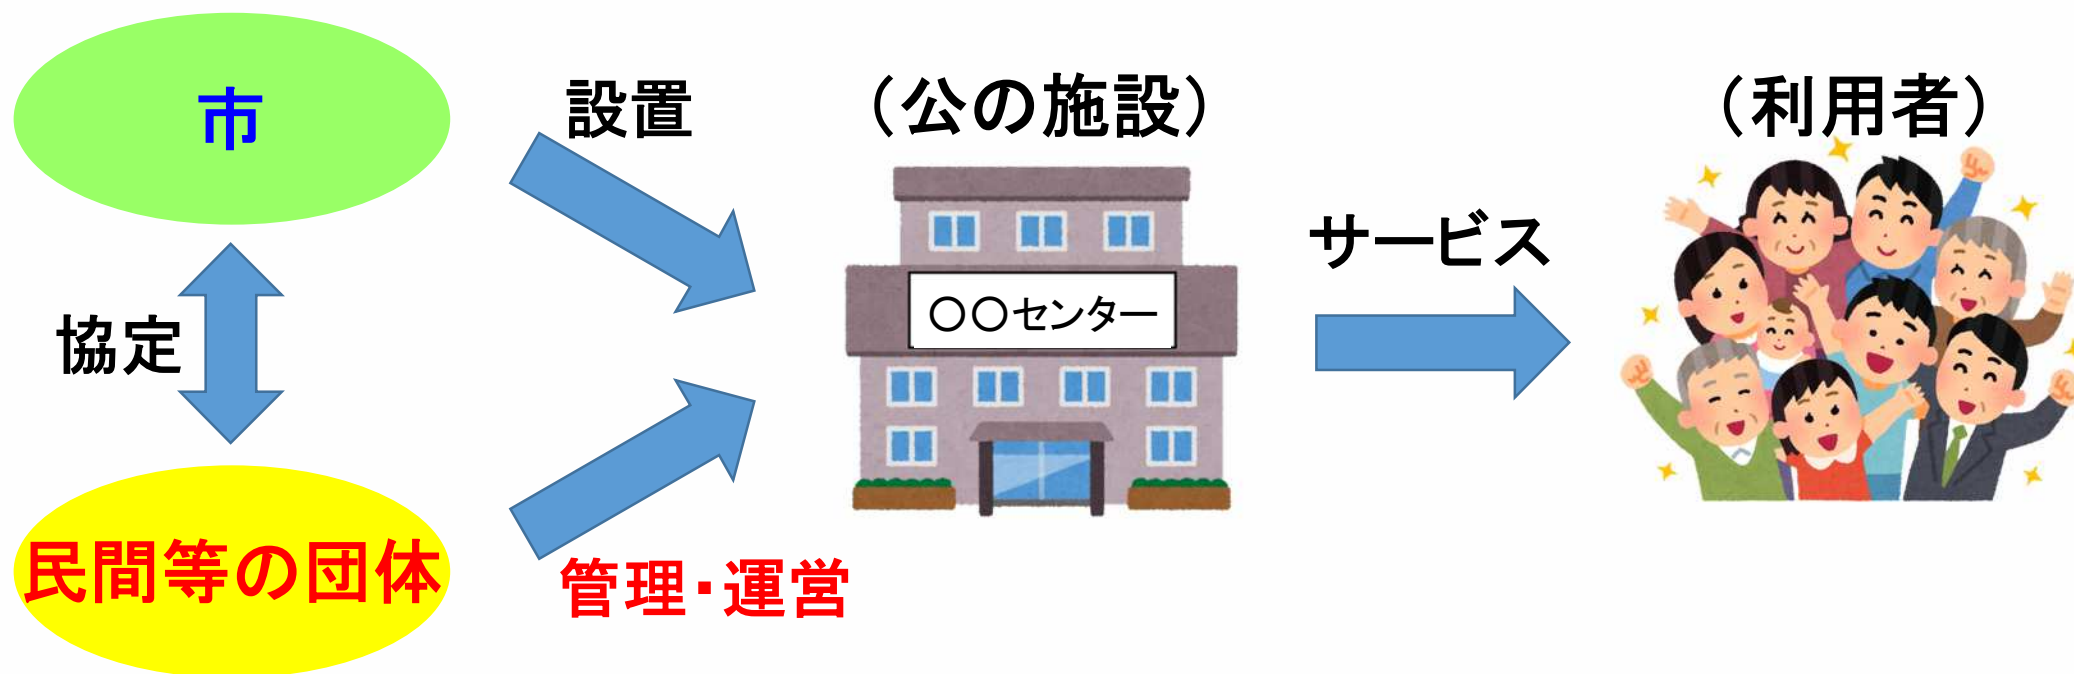 市
設置
（公の施設）
（利用者）
サービス
〇〇センター
協定
民間等の団体
管理・運営